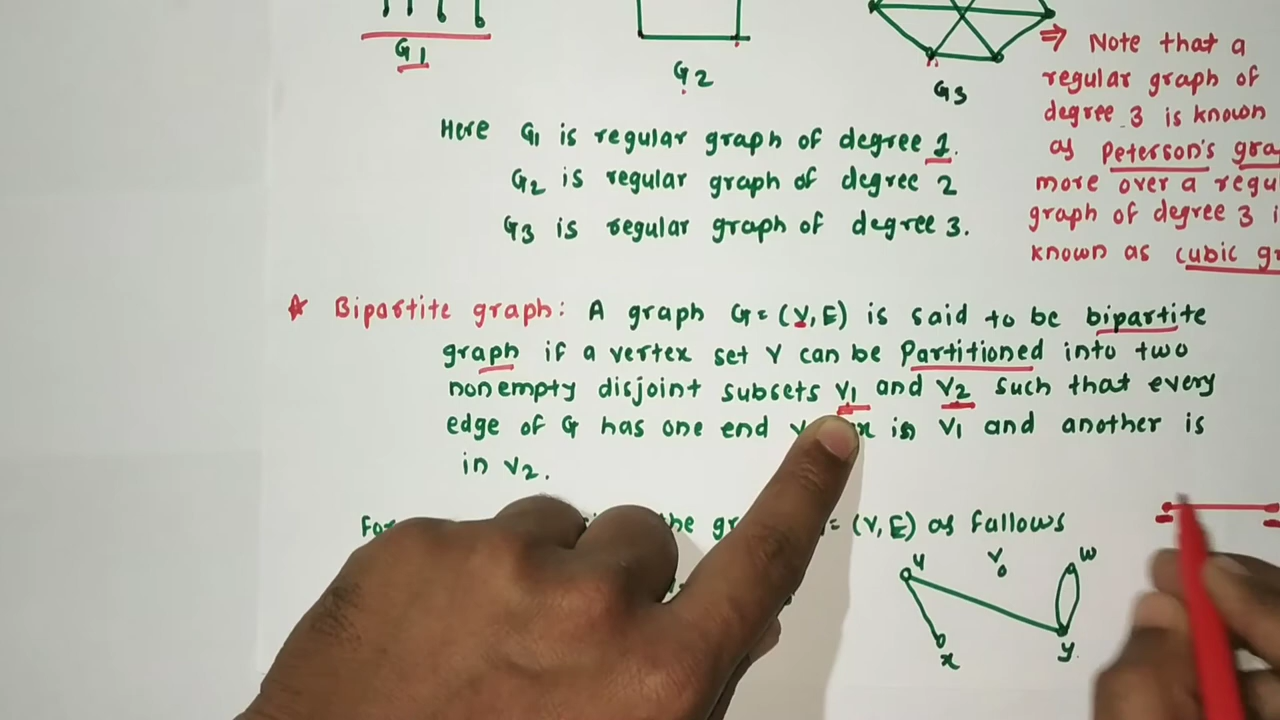 G1
G2
G3
Here G1 is regular graph of degree 1.
G2 is regular graph of degree 2
G3 is regular graph of degree 3.
⇒ Note that a
regular graph of
degree 3 is known
as Peterson's gra
more over a regu
graph of degree 3 i
known as cubic gr
* Bipartite graph: A graph G = (V, E) is said to be bipartite
graph if a vertex set V can be Partitioned into two
nonempty disjoint subsets V1 and V2 such that every
edge of G has one end in V1 and another is
in V2.
the = (V, E) as follows
u
V
w
x
y